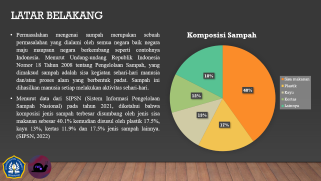 LATAR BELAKANG
• Permasalahan mengenai sampah merupakan sebuah
permasalahan yang dialami oleh semua negara baik negara
maju maupun negara berkembang seperti contohnya
Indonesia. Menurut Undang-undang Republik Indonesia
Nomor 18 Tahun 2008 tentang Pengelolaan Sampah, yang
dimaksud sampah adalah sisa kegiatan sehari-hari manusia
dan/atau proses alam yang berbentuk padat. Sampah ini
dihasilkan manusia setiap melakukan aktivitas sehari-hari.
• Menurut data dari SIPSN (Sistem Informasi Pengelolaan
Sampah Nasional) pada tahun 2021, diketahui bahwa
komposisi jenis sampah terbesar disumbang oleh jenis sisa
makanan sebesar 40.1% kemudian disusul oleh plastik 17.5%,
kayu 13%, kertas 11.9% dan 17.5% jenis sampah lainnya.
(SIPSN, 2022)
Komposisi Sampah
40%
18%
Sisa makanan
Plastik
Kayu
Kertas
lainnya